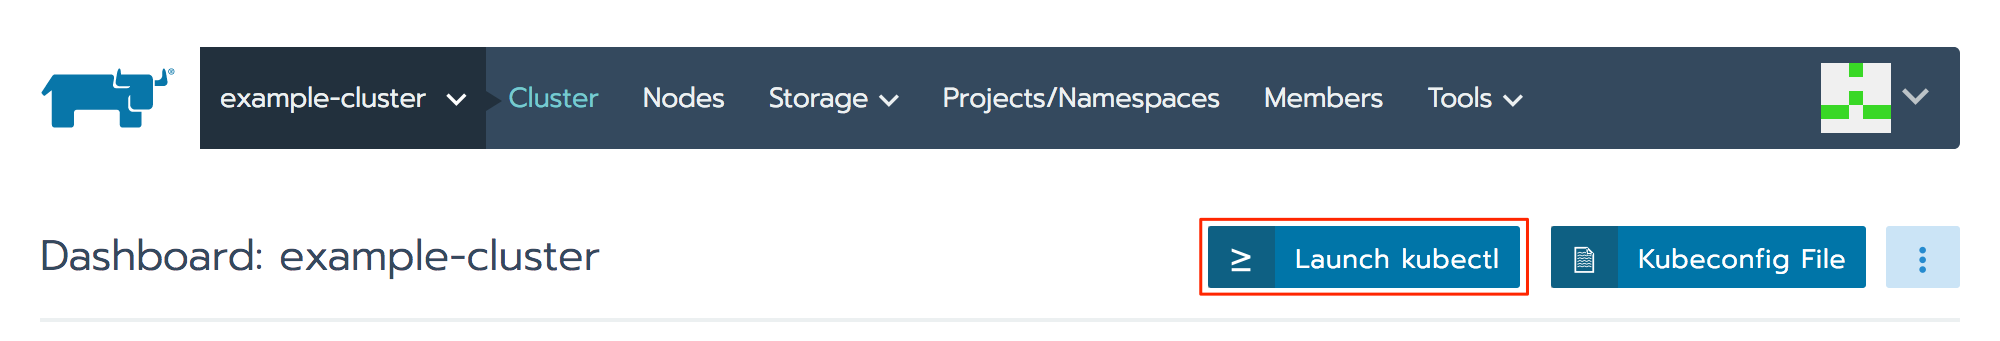 example-cluster Cluster Nodes Storage Projects/Namespaces Members Tools
Dashboard: example-cluster Launch kubectl Kubeconfig File